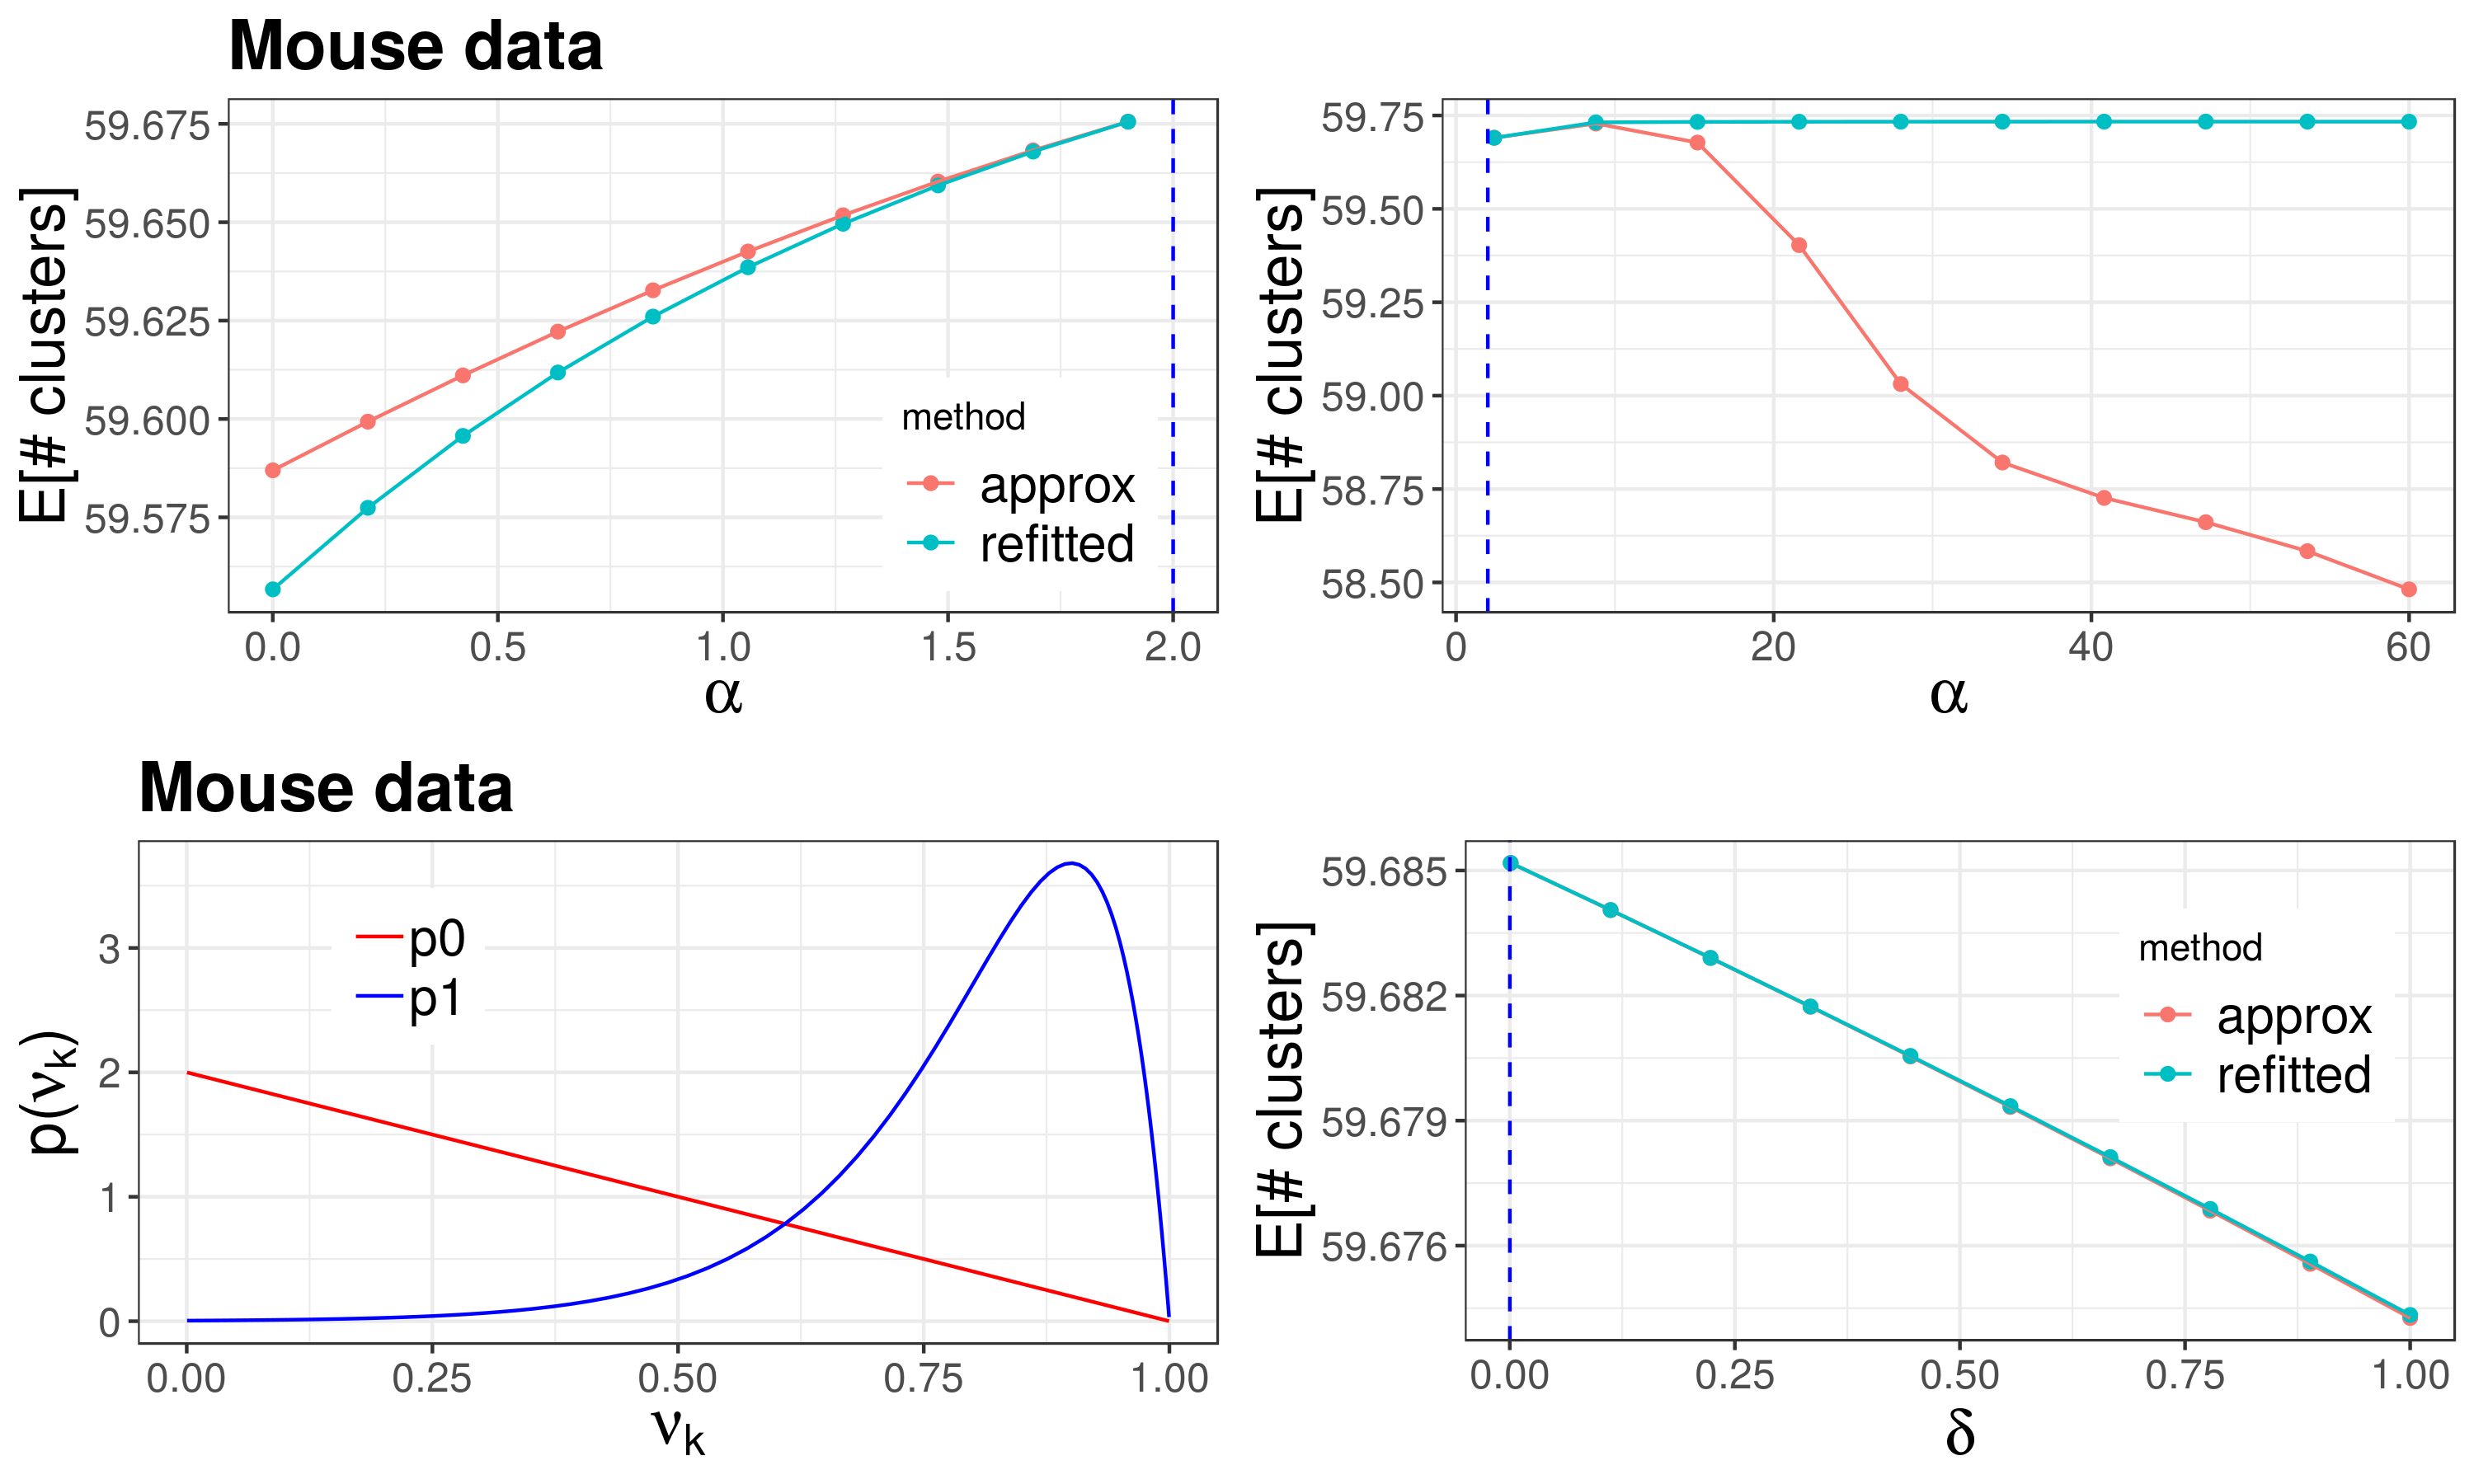 Mouse data
E[# clusters]
59.675
59.650
59.625
59.600
59.575
method
approx
refitted
0.0 0.5 1.0 1.5 2.0
α
E[# clusters]
59.75
59.50
59.25
59.00
58.75
58.50
0 20 40 60
α
Mouse data
p(νk)
3
2
1
0
p0
p1
0.00 0.25 0.50 0.75 1.00
νk
E[# clusters]
59.685
59.682
59.679
59.676
method
approx
refitted
0.00 0.25 0.50 0.75 1.00
δ